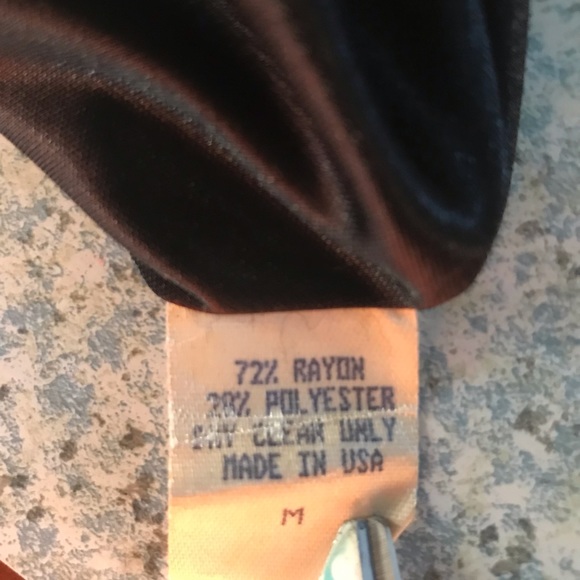 72% RAYON
28% POLYESTER
DRY CLEAN ONLY
MADE IN USA
M